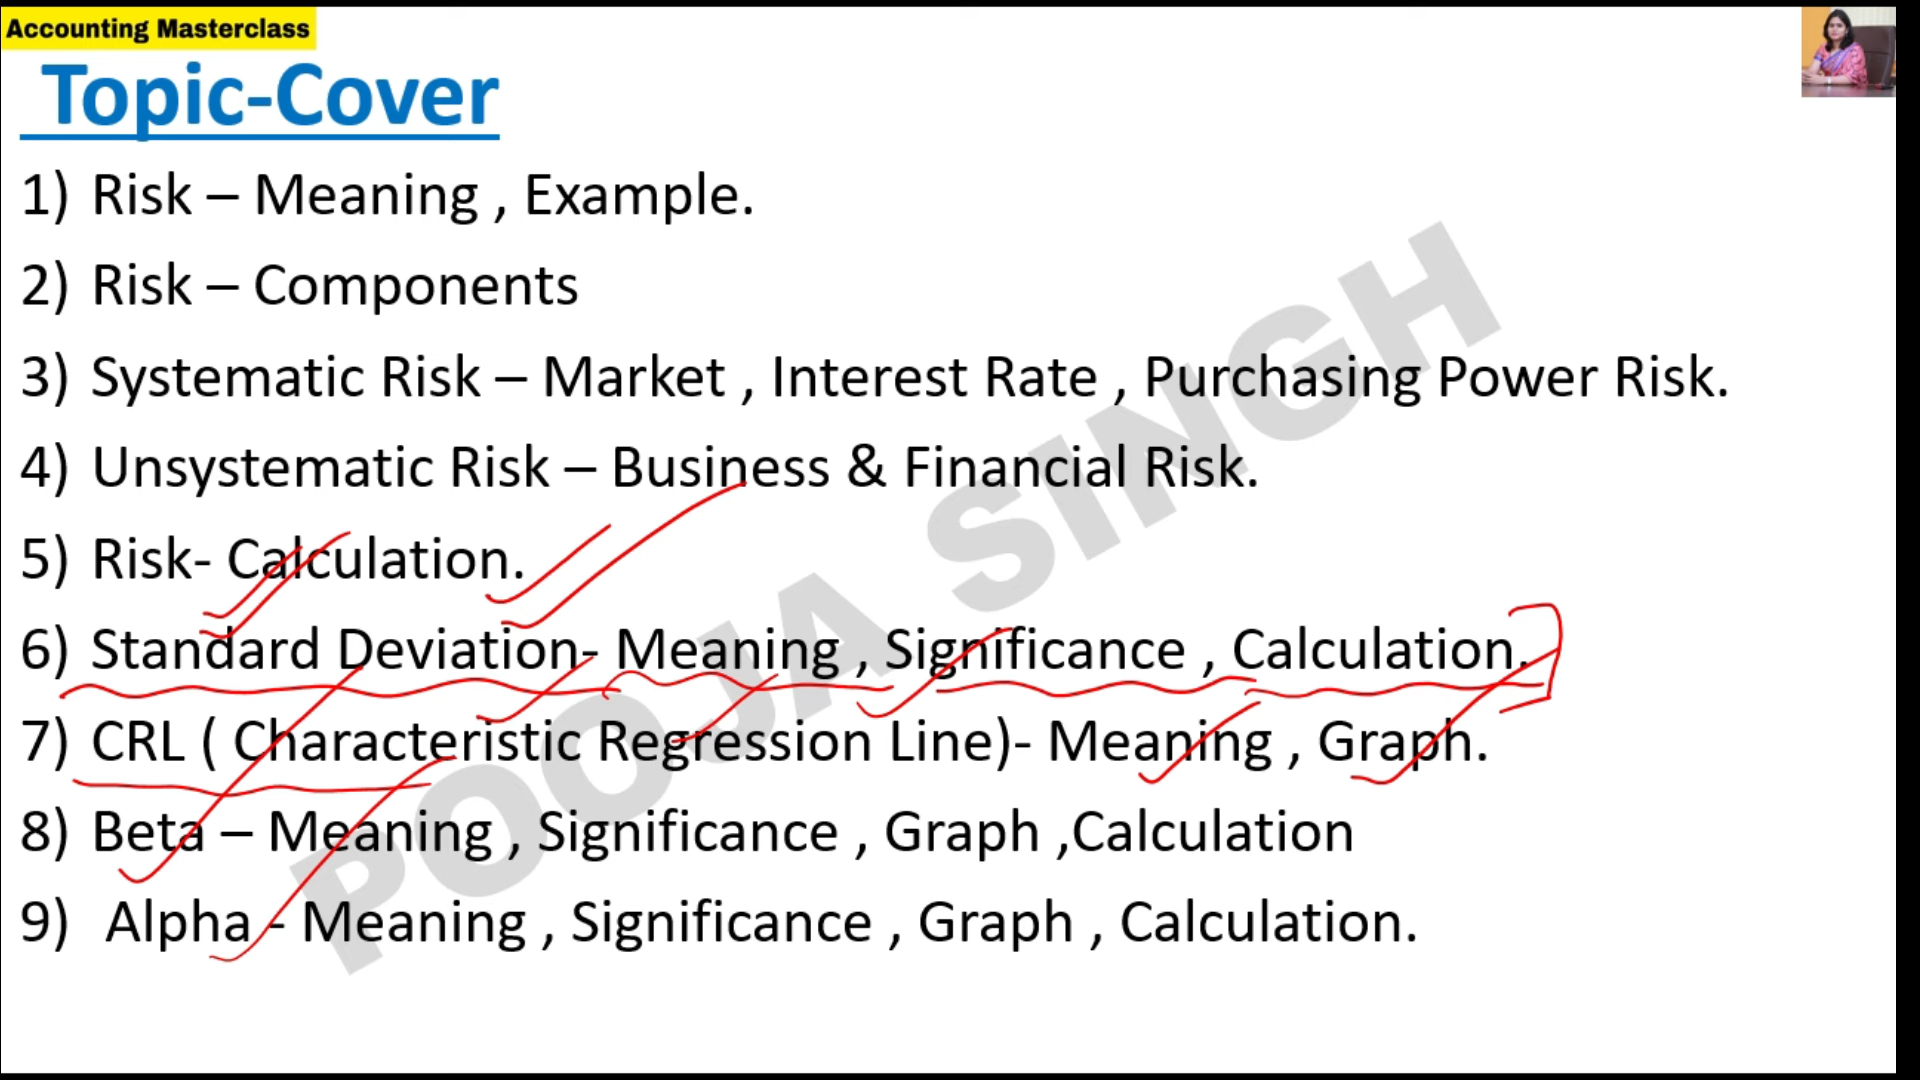 Accounting Masterclass
Topic-Cover
1) Risk – Meaning , Example.
2) Risk – Components
3) Systematic Risk – Market , Interest Rate , Purchasing Power Risk.
4) Unsystematic Risk – Business & Financial Risk.
5) Risk- Calculation.
6) Standard Deviation- Meaning , Significance , Calculation.
7) CRL ( Characteristic Regression Line)- Meaning , Graph.
8) Beta – Meaning , Significance , Graph ,Calculation
9) Alpha - Meaning , Significance , Graph , Calculation.
POOJA SINGH